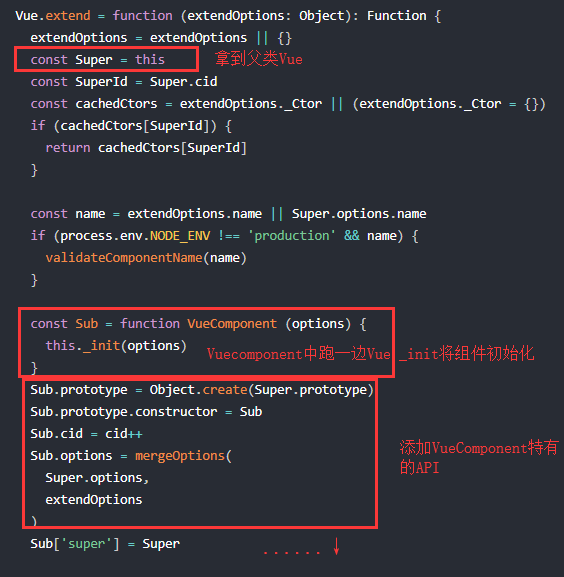 Vue.extend = function (extendOptions: Object): Function {
extendOptions = extendOptions || {}
const Super = this 拿到父类Vue
const SuperId = Super.cid
const cachedCtors = extendOptions._Ctor || (extendOptions._Ctor = {})
if (cachedCtors[SuperId]) {
return cachedCtors[SuperId]
}
const name = extendOptions.name || Super.options.name
if (process.env.NODE_ENV !== 'production' && name) {
validateComponentName(name)
}
const Sub = function VueComponent (options) {
this._init(options) Vuecomponent中跑一边Vue _init将组件初始化
}
Sub.prototype = Object.create(Super.prototype)
Sub.prototype.constructor = Sub
Sub.cid = cid++
Sub.options = mergeOptions(
Super.options,
extendOptions
)
添加VueComponent特有
的API
Sub['super'] = Super
......↓